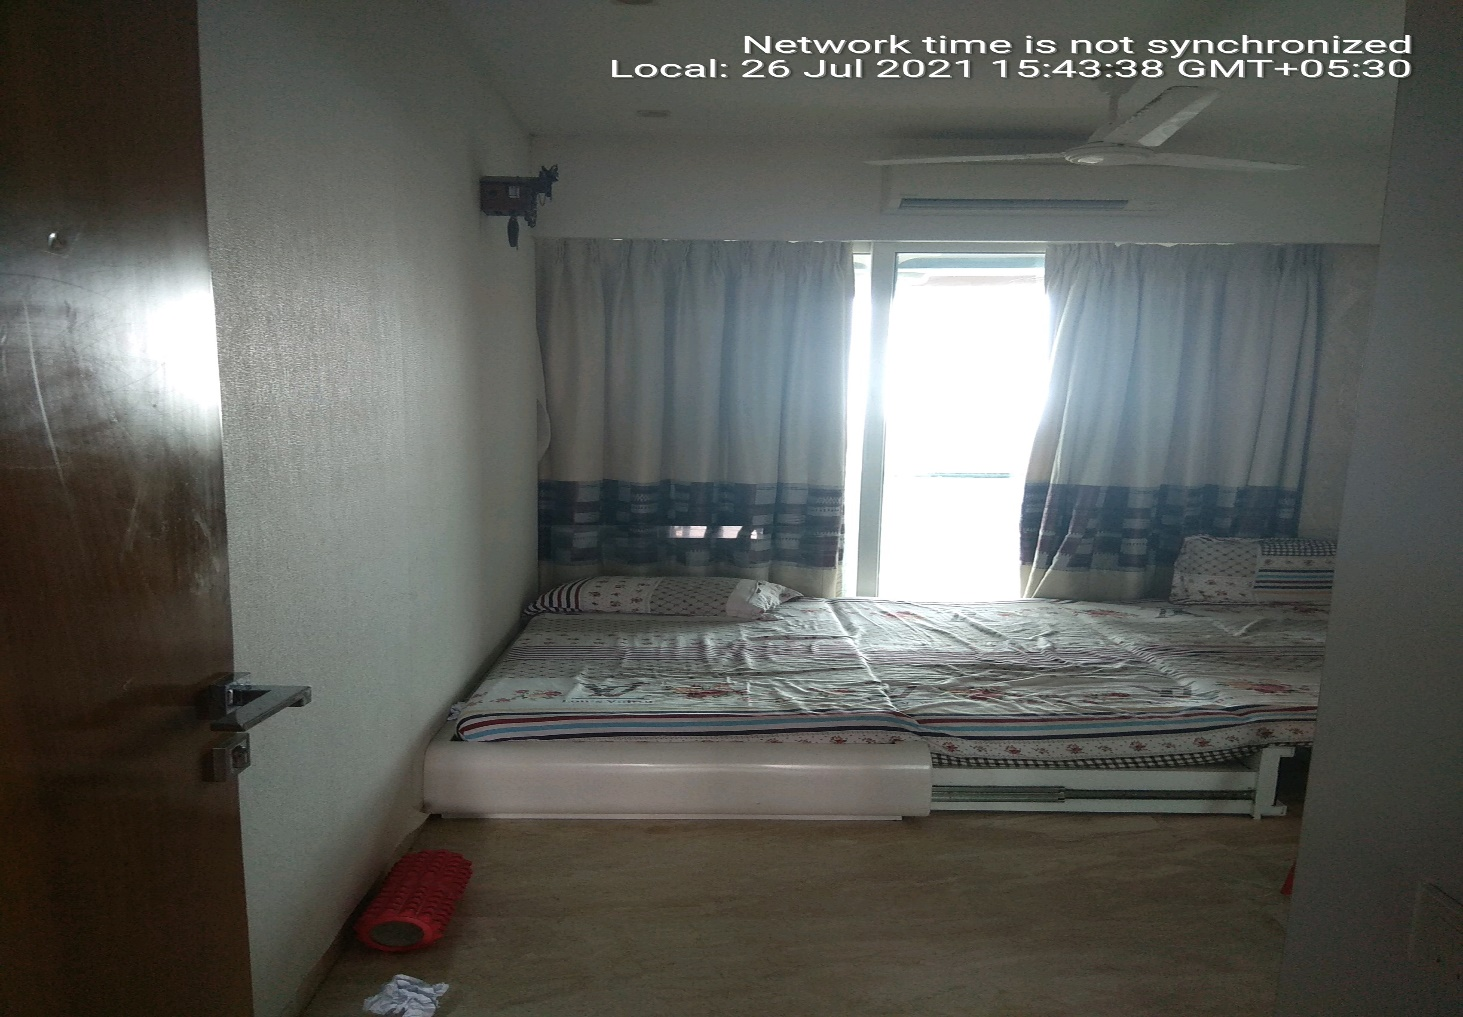 Network time is not synchronized
Local: 26 Jul 2021 15:43:38 GMT+05:30